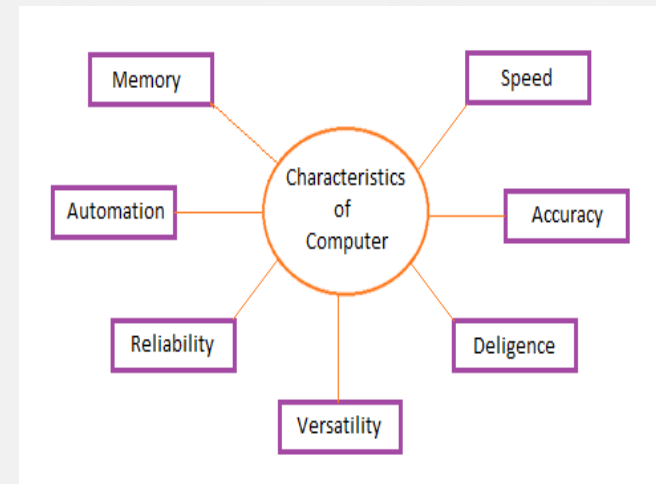 Memory
Speed
Characteristics
of
Computer
Automation
Accuracy
Reliability
Deligence
Versatility